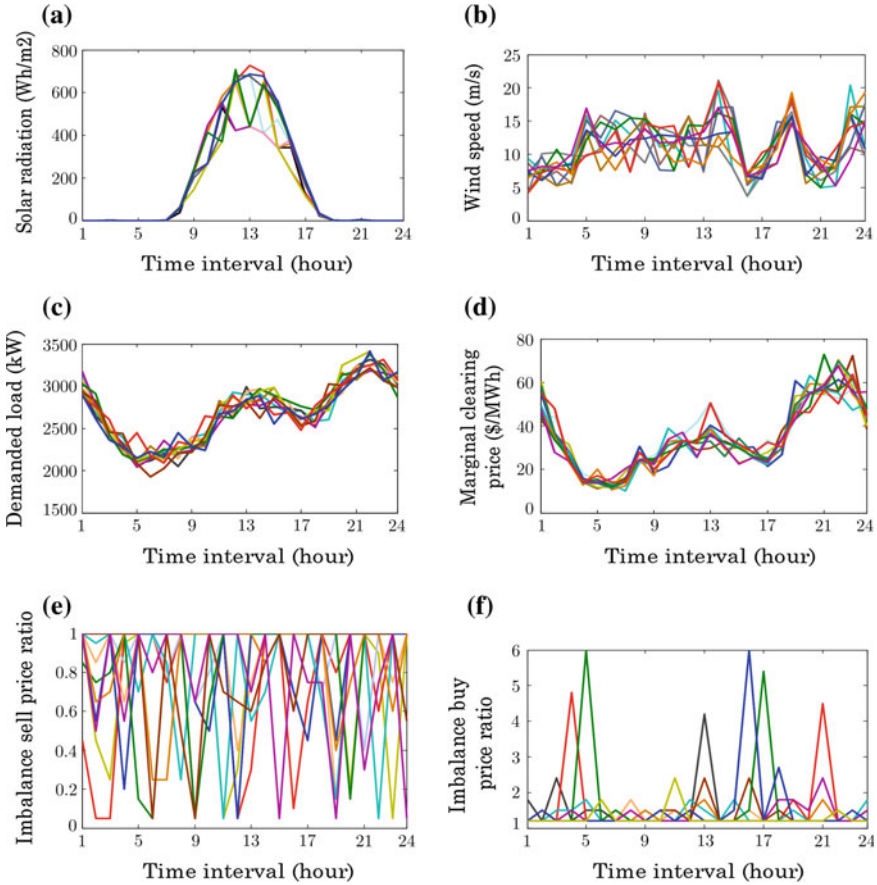 (a)
Solar radiation (Wh/m2)
800
600
400
200
0
1 9 13 17 24
Time interval (hour)
(b)
Wind speed (m/s)
25
20
15
10
5
0
1 5 9 13 17 21 24
Time interval (hour)
(c)
Demanded load (kW)
3500
3000
2500
2000
1500
1 5 9 13 17 21 24
Time interval (hour)
(d)
Marginal clearing
price ($/MWh)
80
60
40
20
0
1 5 9 13 17 21 24
Time interval (hour)
(e)
Imbalance sell price ratio
1
0.8
0.6
0.4
0.2
0
1 5 9 13 17 21 24
Time interval (hour)
(f)
Imbalance buy
price ratio
6
5
4
3
2
1
1 5 9 13 17 21 24
Time interval (hour)